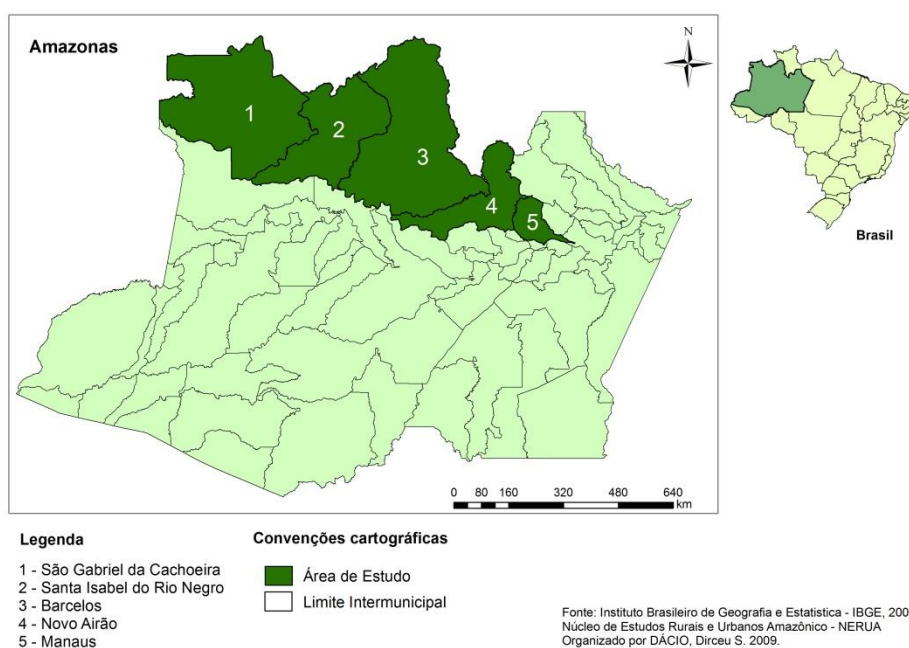 Amazonas
N
1
2
3
4
5
Brasil
0 80 160 320 480 640
km
Legenda
1 - São Gabriel da Cachoeira
2 - Santa Isabel do Rio Negro
3 - Barcelos
4 - Novo Airão
5 - Manaus
Convenções cartográficas
Área de Estudo
Limite Intermunicipal
Fonte: Instituto Brasileiro de Geografia e Estatistica - IBGE, 200
Núcleo de Estudos Rurais e Urbanos Amazônico - NERUA
Organizado por DÁCIO, Dirceu S. 2009.